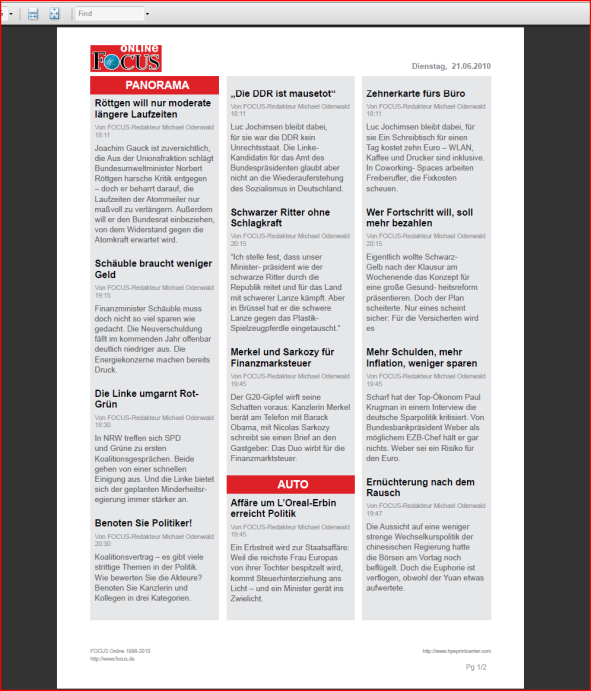 Find
ONLINE
FOCUS
Dienstag, 21.06.2010
PANORAMA
Röttgen will nur moderate
längere Laufzeiten
Von FOCUS-Redakteur Michael Odenwald
18:11
Joachim Gauck ist zuversichtlich,
die Aus der Unionsfraktion schlägt
Bundesumweltminister Norbert
Röttgen harsche Kritik entgegen
– doch er beharrt darauf, die
Laufzeiten der Atommeiler nur
maßvoll zu verlängern. Außerdem
will er den Bundesrat einbeziehen,
von dem Widerstand gegen die
Atomkraft erwartet wird.
Schäuble braucht weniger
Geld
Von FOCUS-Redakteur Michael Odenwald
19:15
Finanzminister Schäuble muss
doch nicht so viel sparen wie
gedacht. Die Neuverschuldung
fällt im kommenden Jahr offenbar
deutlich niedriger aus. Die
Energiekonzerne machen bereits
Druck.
Die Linke umgarnt Rot-
Grün
Von FOCUS-Redakteur Michael Odenwald
18:30
In NRW treffen sich SPD
und Grüne zu ersten
Koalitionsgesprächen. Beide
gehen von einer schnellen
Einigung aus. Und die Linke bietet
sich der geplanten Minderheitsr-
egierung immer stärker an.
Benoten Sie Politiker!
Von FOCUS-Redakteur Michael Odenwald
20:30
Koalitionsvertrag – es gibt viele
strittige Themen in der Politik.
Wie bewerten Sie die Akteure?
Benoten Sie Kanzlerin und
Kollegen in drei Kategorien.
„Die DDR ist mausetot“
Von FOCUS-Redakteur Michael Odenwald
18:11
Luc Jochimsen bleibt dabei,
für sie war die DDR kein
Unrechtsstaat. Die Linke-
Kandidatin für das Amt des
Bundespräsidenten glaubt aber
nicht an die Wiederauferstehung
des Sozialismus in Deutschland.
Schwarzer Ritter ohne
Schlagkraft
Von FOCUS-Redakteur Michael Odenwald
20:15
"Ich stelle fest, dass unser
Minister- präsident wie der
schwarze Ritter durch die
Republik reitet und für das Land
mit schwerer Lanze kämpft. Aber
in Brüssel hat er die schwere
Lanze gegen das Plastik-
Spielzeugpferdle eingetauscht."
Merkel und Sarkozy für
Finanzmarktsteuer
Von FOCUS-Redakteur Michael Odenwald
19:45
Der G20-Gipfel wirft seine
Schatten voraus: Kanzlerin Merkel
berät am Telefon mit Barack
Obama, mit Nicolas Sarkozy
schreibt sie einen Brief an den
Gastgeber: Das Duo wirbt für die
Finanzmarktsteuer.
AUTO
Affäre um L'Oreal-Erbin
erreicht Politik
Von FOCUS-Redakteur Michael Odenwald
19:45
Ein Erbstreit wird zur Staatsaffäre:
Weil die reichste Frau Europas
von ihrer Tochter bespitzelt wird,
kommt Steuerhinterziehung ans
Licht – und ein Minister gerät ins
Zwielicht.
Zehnerkarte fürs Büro
Von FOCUS-Redakteur Michael Odenwald
18:11
Luc Jochimsen bleibt dabei, für
sie Ein Schreibtisch für einen
Tag kostet zehn Euro – WLAN,
Kaffee und Drucker sind inklusive.
In Coworking- Spaces arbeiten
Freiberufler, die Fixkosten
scheuen.
Wer Fortschritt will, soll
mehr bezahlen
Von FOCUS-Redakteur Michael Odenwald
20:15
Eigentlich wollte Schwarz-
Gelb nach der Klausur am
Wochenende das Konzept für
eine große Gesund- heitsreform
präsentieren. Doch der Plan
scheiterte. Nur eines scheint
sicher: Für die Versicherten wird
es
Mehr Schulden, mehr
Inflation, weniger sparen
Von FOCUS-Redakteur Michael Odenwald
19:45
Scharf hat der Top-Ökonom Paul
Krugman in einem Interview die
deutsche Sparpolitik kritisiert. Von
Bundesbankpräsident Weber als
möglichem EZB-Chef hält er gar
nichts. Weber sei ein Risiko für
den Euro.
Ernüchterung nach dem
Rausch
Von FOCUS-Redakteur Michael Odenwald
19:47
Die Aussicht auf eine weniger
strenge Wechselkurspolitik der
chinesischen Regierung hatte
die Börsen am Vortag noch
beflügelt. Doch die Euphorie ist
verflogen, obwohl der Yuan etwas
aufwertete.
FOCUS Online 1996-2010
http://www.focus.de
http://www.hpeprintcenter.com
Pg 1/2